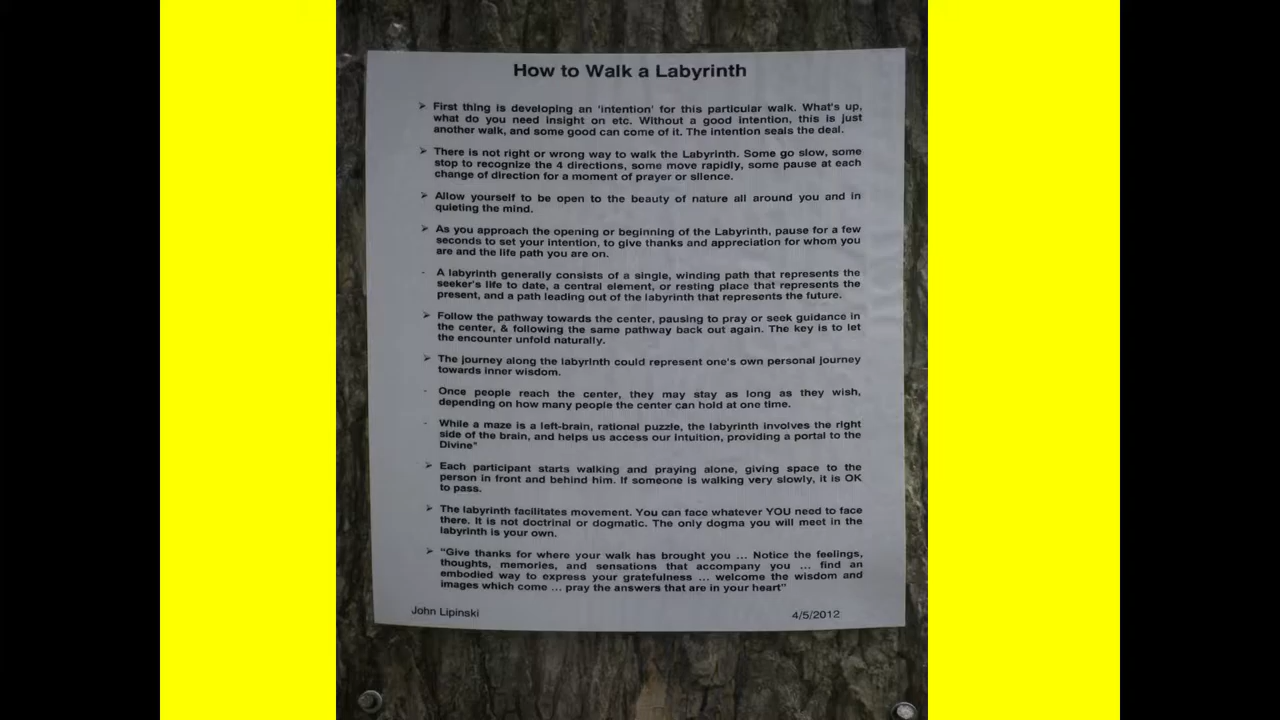 How to Walk a Labyrinth
➢ First thing is developing an 'intention' for this particular walk. What's up,
what do you need insight on etc. Without a good intention, this is just
another walk, and some good can come of it. The intention seals the deal.
➢ There is not right or wrong way to walk the Labyrinth. Some go slow, some
stop to recognize the 4 directions, some move rapidly, some pause at each
change of direction for a moment of prayer or silence.
➢ Allow yourself to be open to the beauty of nature all around you and in
quieting the mind.
➢ As you approach the opening or beginning of the Labyrinth, pause for a few
seconds to set your intention, to give thanks and appreciation for whom you
are and the life path you are on.
- A labyrinth generally consists of a single, winding path that represents the
seeker's life to date, a central element, or resting place that represents the
present, and a path leading out of the labyrinth that represents the future.
➢ Follow the pathway towards the center, pausing to pray or seek guidance in
the center, & following the same pathway back out again. The key is to let
the encounter unfold naturally.
➢ The journey along the labyrinth could represent one's own personal journey
towards inner wisdom.
- Once people reach the center, they may stay as long as they wish,
depending on how many people the center can hold at one time.
- While a maze is a left-brain, rational puzzle, the labyrinth involves the right
side of the brain, and helps us access our intuition, providing a portal to the
Divine"
➢ Each participant starts walking and praying alone, giving space to the
person in front and behind him. If someone is walking very slowly, it is OK
to pass.
➢ The labyrinth facilitates movement. You can face whatever YOU need to face
there. It is not doctrinal or dogmatic. The only dogma you will meet in the
labyrinth is your own.
➢ "Give thanks for where your walk has brought you ... Notice the feelings,
thoughts, memories, and sensations that accompany you ... find an
embodied way to express your gratefulness ... welcome the wisdom and
images which come ... pray the answers that are in your heart"
John Lipinski 4/5/2012